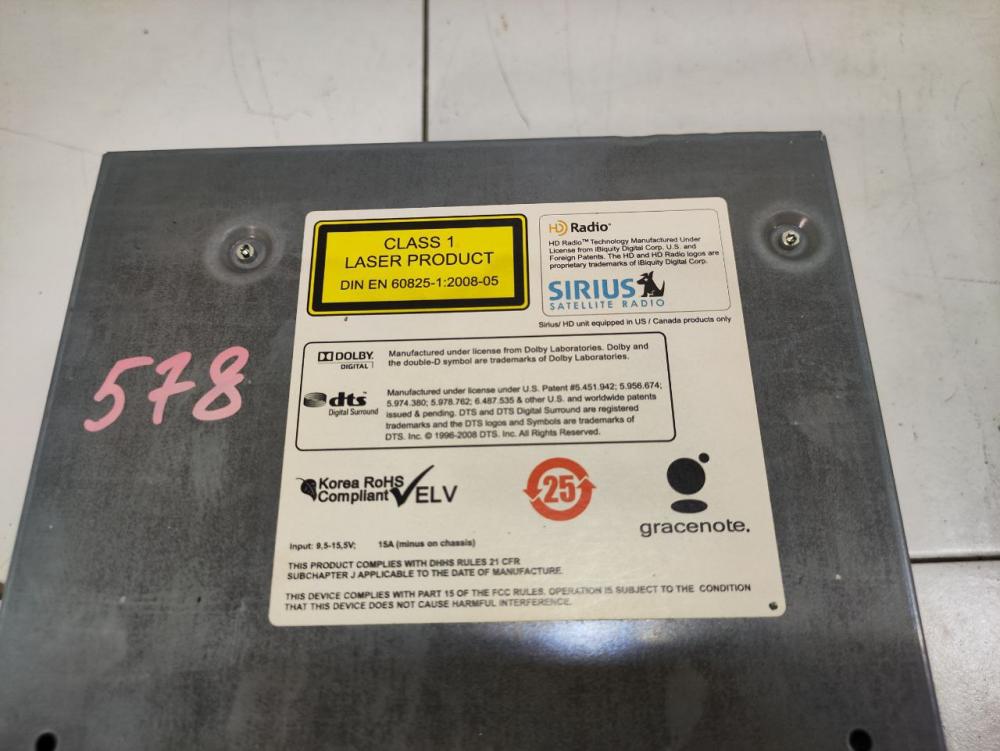 CLASS 1
LASER PRODUCT
DIN EN 60825-1:2008-05
HD Radio™
HD Radio™ Technology Manufactured Under
License from iBiquity Digital Corp. U.S. and
Foreign Patents. The HD and HD Radio logos are
proprietary trademarks of iBiquity Digital Corp.
SIRIUS
SATELLITE RADIO
Sirius/ HD unit equipped in US / Canada products only
578
DOLBY
DIGITAL
Manufactured under license from Dolby Laboratories. Dolby and
the double-D symbol are trademarks of Dolby Laboratories.
dts
Digital Surround
Manufactured under license under U.S. Patent #5.451.942; 5.956.674;
5.974.380; 5.978.762; 6.487.535 & other U.S. and worldwide patents
issued & pending. DTS and DTS Digital Surround are registered
trademarks and the DTS logos and Symbols are trademarks of
DTS. Inc. © 1996-2008 DTS. Inc. All Rights Reserved.
Korea RoHS
Compliant
ELV
25
gracenote.
Input: 9,5-15,5V; 15A (minus on chassis)
THIS PRODUCT COMPLIES WITH DHHS RULES 21 CFR
SUBCHAPTER J APPLICABLE TO THE DATE OF MANUFACTURE.
THIS DEVICE COMPLIES WITH PART 15 OF THE FCC RULES. OPERATION IS SUBJECT TO THE CONDITION
THAT THIS DEVICE DOES NOT CAUSE HARMFUL INTERFERENCE.